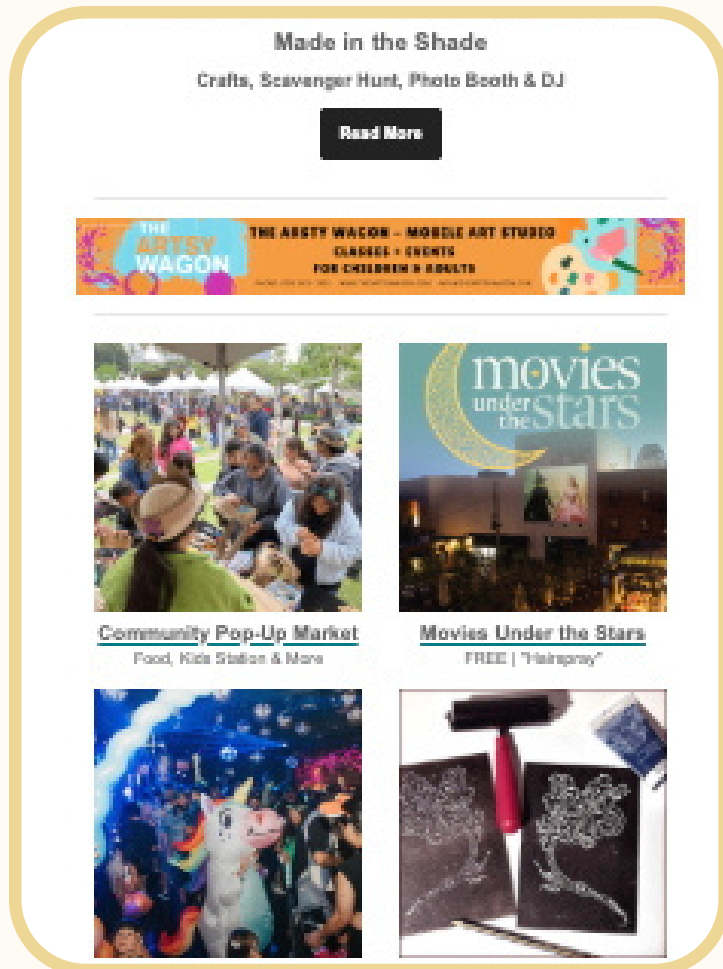 Made in the Shade
Crafts, Scavenger Hunt, Photo Booth & DJ
Read More
THE
ARTSY
WAGON
THE ARSTY WAGON – MOBILE ART STUDIO
CLASSES + EVENTS
FOR CHILDREN & ADULTS
movies
under
the stars
Community Pop-Up Market
Food, Kids Station & More
Movies Under the Stars
FREE | "Hairspray"